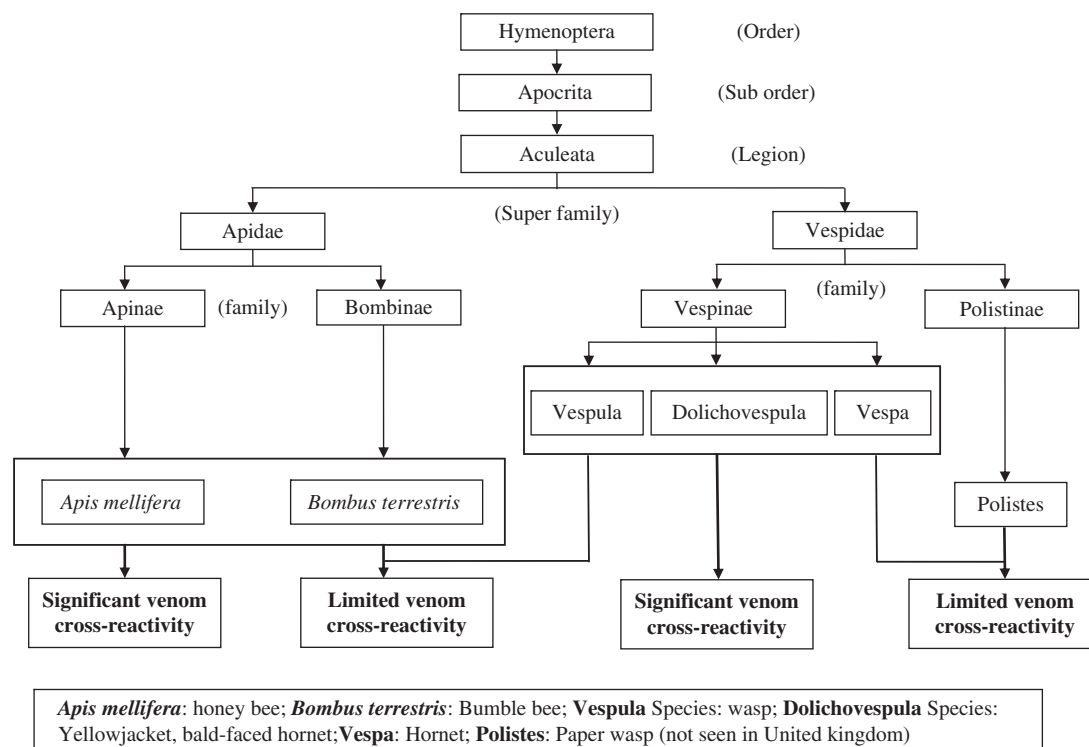 Hymenoptera (Order)
Apocrita (Sub order)
Aculeata (Legion)
(Super family)
Apidae Vespidae
Apinae (family) Bombinae Vespinae (family) Polistinae
Vespula Dolichovespula Vespa
Apis mellifera Bombus terrestris Polistes
Significant venom cross-reactivity
Limited venom cross-reactivity
Significant venom cross-reactivity
Limited venom cross-reactivity
Apis mellifera: honey bee; Bombus terrestris: Bumble bee; Vespula Species: wasp; Dolichovespula Species:
Yellowjacket, bald-faced hornet;Vespa: Hornet; Polistes: Paper wasp (not seen in United kingdom)